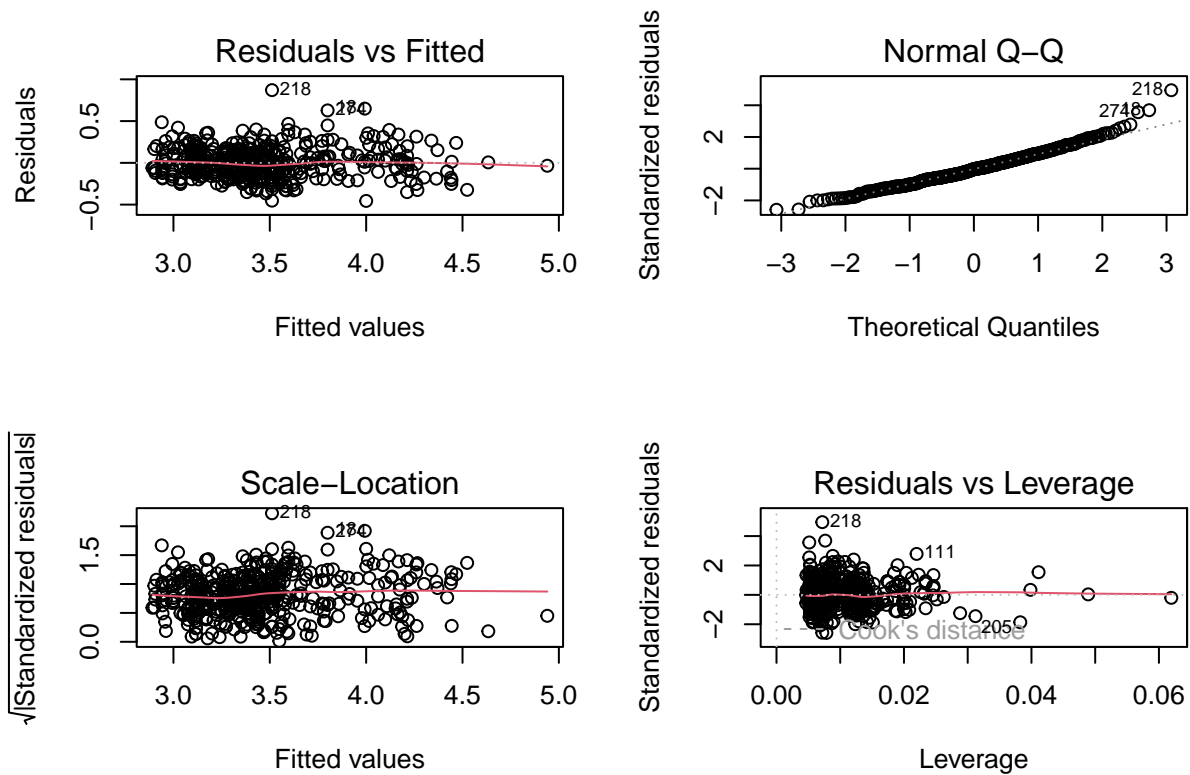 Residuals vs Fitted
Residuals
−0.5
0.5
218
274
3.0
3.5
4.0
4.5
5.0
Fitted values
Normal Q−Q
Standardized residuals
−2
2
218
274
−3
−2
−1
0
1
2
3
Theoretical Quantiles
Scale−Location
√|Standardized residuals|
0.0
1.5
218
274
3.0
3.5
4.0
4.5
5.0
Fitted values
Residuals vs Leverage
Standardized residuals
−2
2
218
111
205
Cook's distance
0.00
0.02
0.04
0.06
Leverage